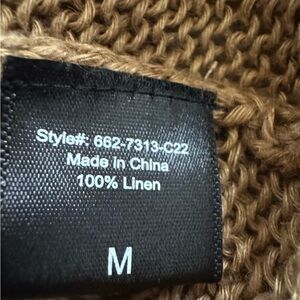 Style#: 662-7313-C22
Made in China
100% Linen
M